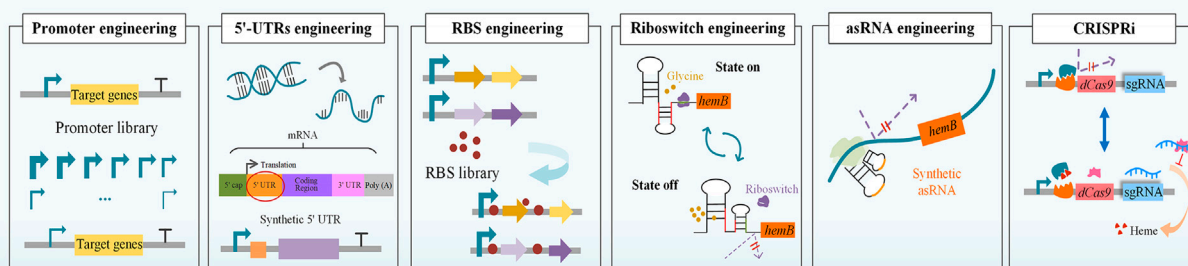 Promoter engineering
Target genes
Promoter library
...
Target genes
5'-UTRs engineering
mRNA
Translation
5' cap
5' UTR
Coding
Region
3' UTR
Poly (A)
Synthetic 5' UTR
RBS engineering
RBS library
Riboswitch engineering
State on
Glycine
hemB
State off
Riboswitch
hemB
asRNA engineering
hemB
Synthetic
asRNA
CRISPRi
dCas9
sgRNA
dCas9
sgRNA
Heme